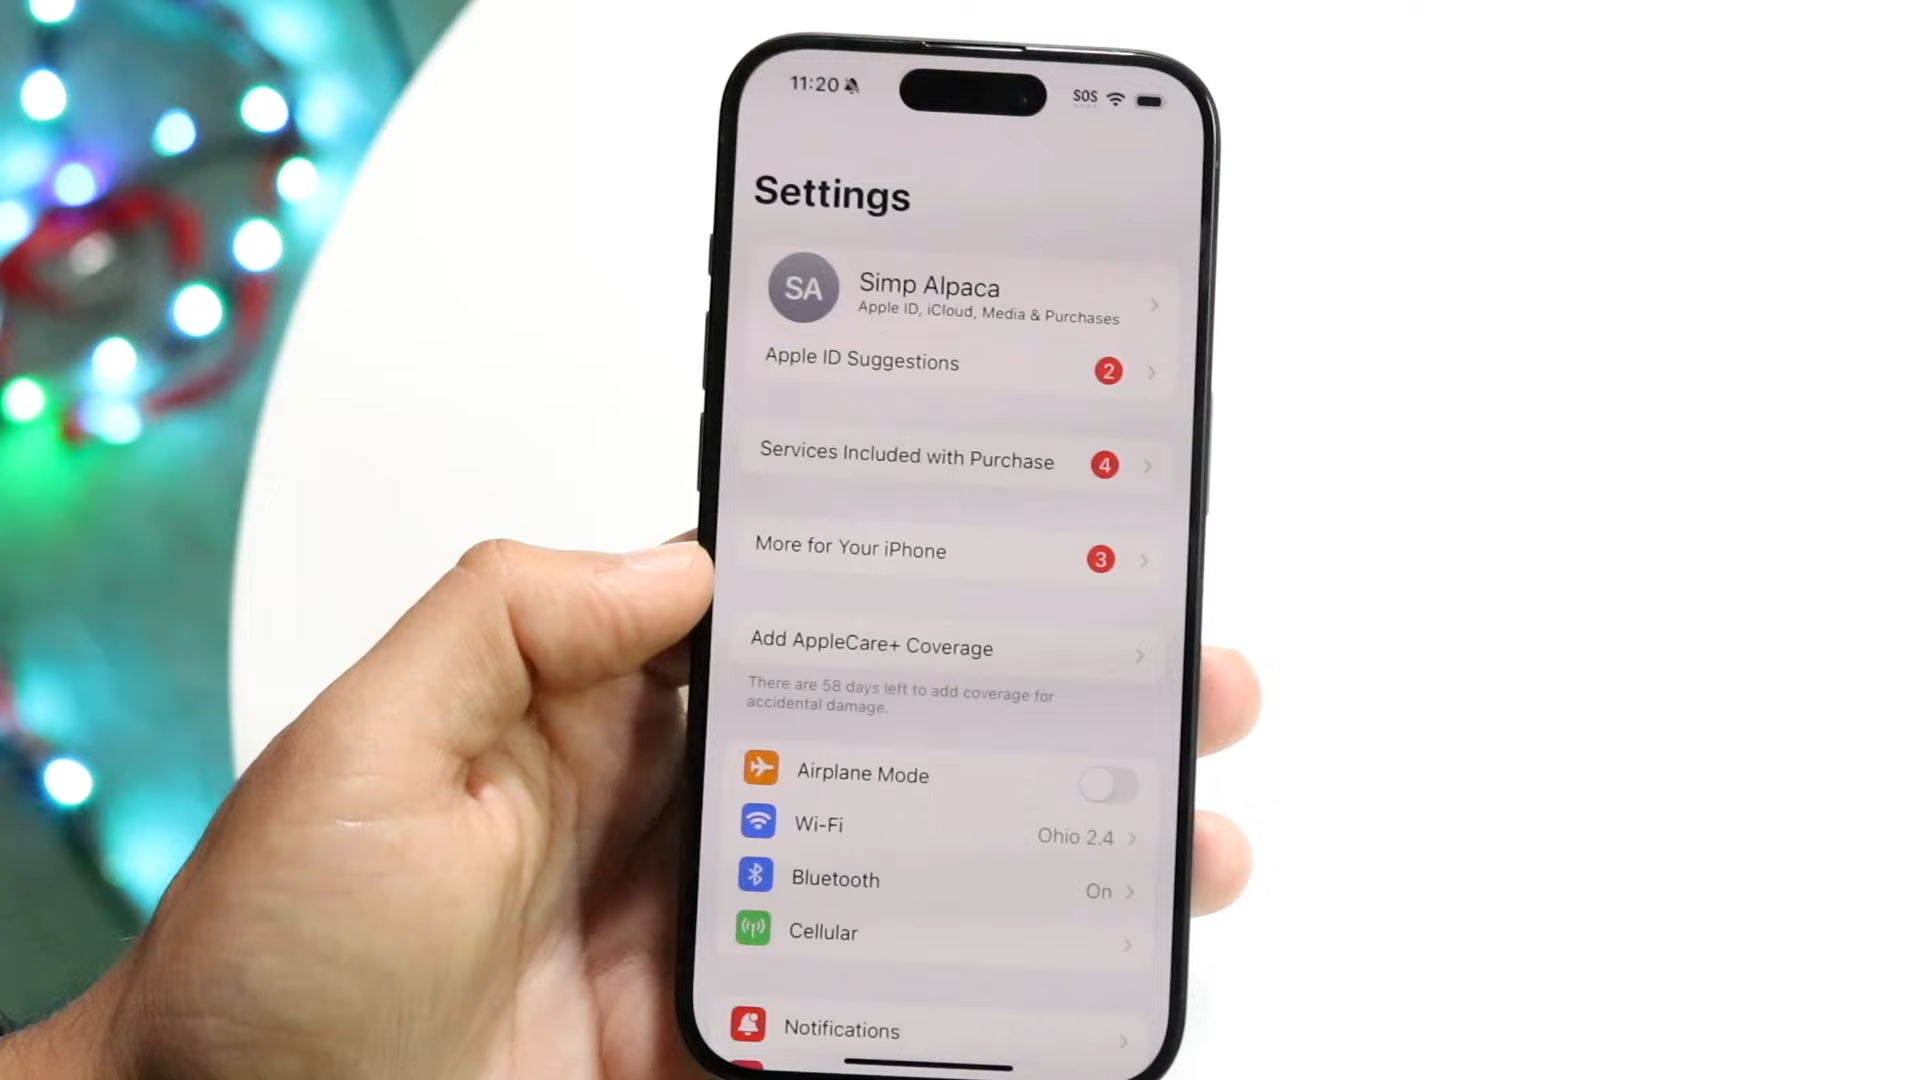 11:20
SOS
Settings
SA
Simp Alpaca
Apple ID, iCloud, Media & Purchases
Apple ID Suggestions 2
Services Included with Purchase 4
More for Your iPhone 3
Add AppleCare+ Coverage
There are 58 days left to add coverage for
accidental damage.
Airplane Mode
Wi-Fi Ohio 2.4
Bluetooth On
Cellular
Notifications